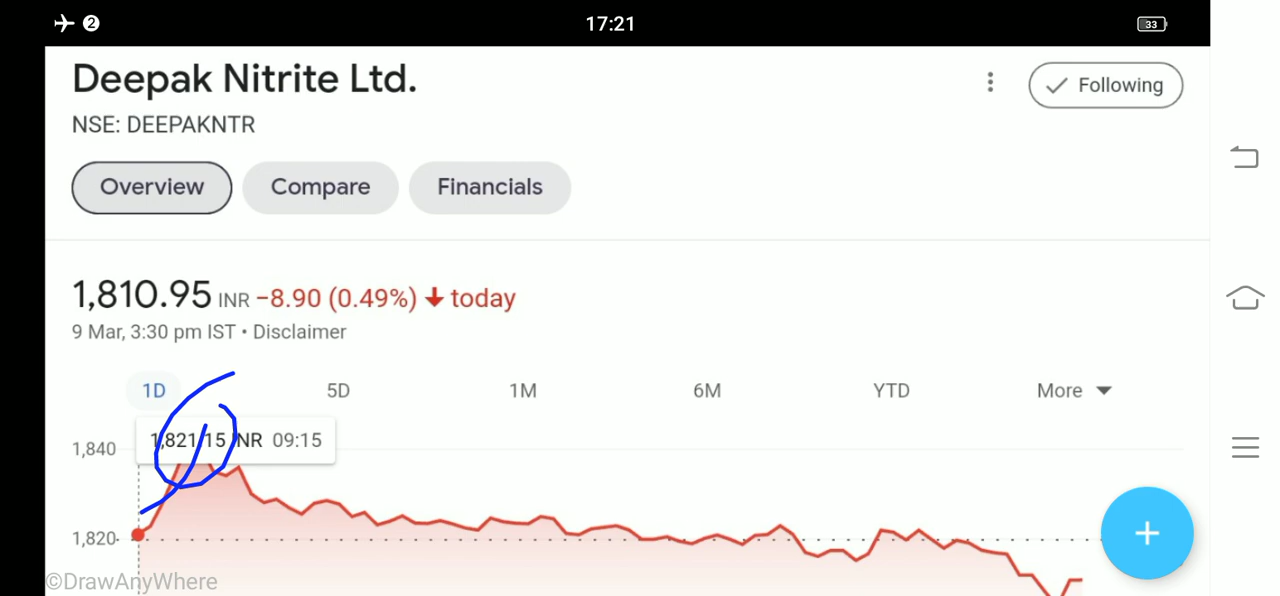 2 17:21 33
Deepak Nitrite Ltd.
Following
NSE: DEEPAKNTR
Overview Compare Financials
1,810.95 INR −8.90 (0.49%) today
9 Mar, 3:30 pm IST • Disclaimer
1D 5D 1M 6M YTD More
1,821.15 INR 09:15
1,840
1,820
©DrawAnyWhere